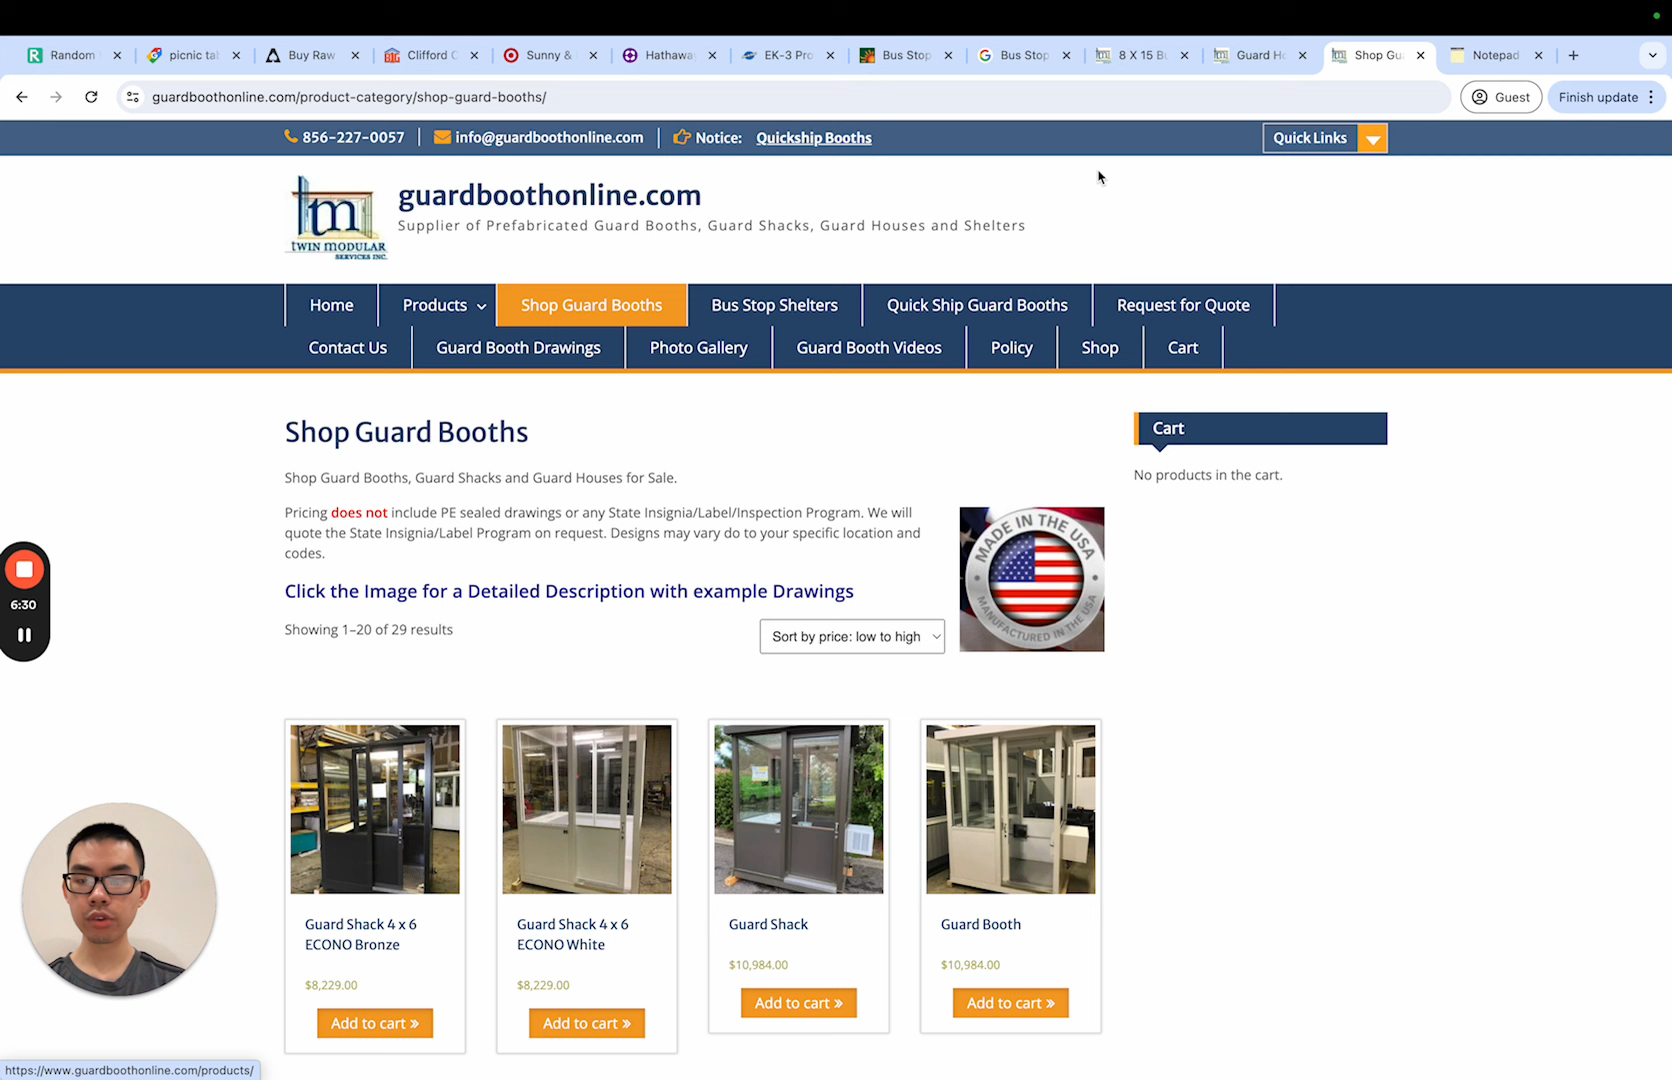 Random
picnic tab
Buy Raw
Clifford
Sunny &
Hathaway
EK-3 Pro
Bus Stop
Bus Stop
8 X 15 Bu
Guard Ho
Shop Gua
Notepad
guardboothonline.com/product-category/shop-guard-booths/
Guest
Finish update
856-227-0057
info@guardboothonline.com
Notice: Quickship Booths
Quick Links
tm
TWIN MODULAR
SERVICES INC.
guardboothonline.com
Supplier of Prefabricated Guard Booths, Guard Shacks, Guard Houses and Shelters
Home
Products
Shop Guard Booths
Bus Stop Shelters
Quick Ship Guard Booths
Request for Quote
Contact Us
Guard Booth Drawings
Photo Gallery
Guard Booth Videos
Policy
Shop
Cart
Shop Guard Booths
Shop Guard Booths, Guard Shacks and Guard Houses for Sale.
Pricing does not include PE sealed drawings or any State Insignia/Label/Inspection Program. We will
quote the State Insignia/Label Program on request. Designs may vary do to your specific location and
codes.
Click the Image for a Detailed Description with example Drawings
Showing 1–20 of 29 results
Sort by price: low to high
MADE IN THE USA
MANUFACTURED IN THE USA
Cart
No products in the cart.
6:30
Guard Shack 4 x 6
ECONO Bronze
$8,229.00
Add to cart »
Guard Shack 4 x 6
ECONO White
$8,229.00
Add to cart »
Guard Shack
$10,984.00
Add to cart »
Guard Booth
$10,984.00
Add to cart »
https://www.guardboothonline.com/products/